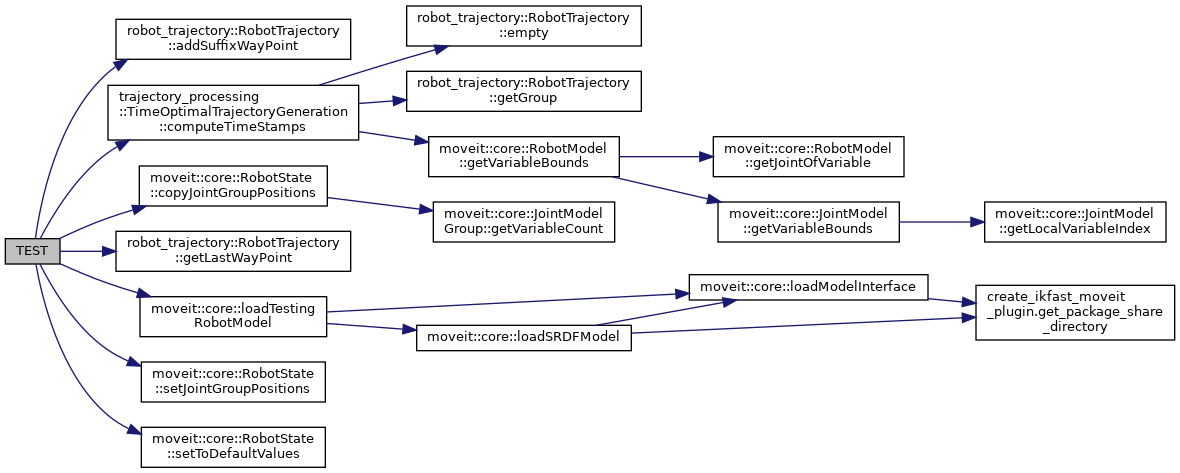 TEST
robot_trajectory::RobotTrajectory
::addSuffixWayPoint
trajectory_processing
::TimeOptimalTrajectoryGeneration
::computeTimeStamps
moveit::core::RobotState
::copyJointGroupPositions
robot_trajectory::RobotTrajectory
::getLastWayPoint
moveit::core::loadTesting
RobotModel
moveit::core::RobotState
::setJointGroupPositions
moveit::core::RobotState
::setToDefaultValues
robot_trajectory::RobotTrajectory
::empty
robot_trajectory::RobotTrajectory
::getGroup
moveit::core::RobotModel
::getVariableBounds
moveit::core::JointModel
Group::getVariableCount
moveit::core::loadSRDFModel
moveit::core::RobotModel
::getJointOfVariable
moveit::core::JointModel
::getVariableBounds
moveit::core::loadModelInterface
moveit::core::JointModel
::getLocalVariableIndex
create_ikfast_moveit
_plugin.get_package_share
_directory